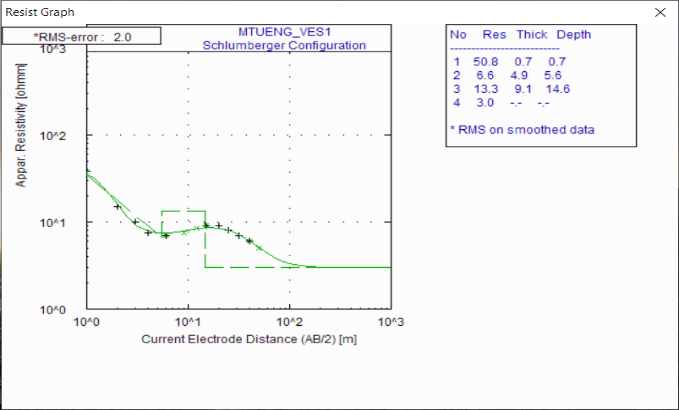 Resist Graph
*RMS-error : 2.0
MTUENG_VES1
Schlumberger Configuration
10^3
10^2
10^1
10^0
Appar. Resistivity [ohmm]
10^0 10^1 10^2 10^3
Current Electrode Distance (AB/2) [m]
No Res Thick Depth
---------------------------
1 50.8 0.7 0.7
2 6.6 4.9 5.6
3 13.3 9.1 14.6
4 3.0 -.- -.-
* RMS on smoothed data